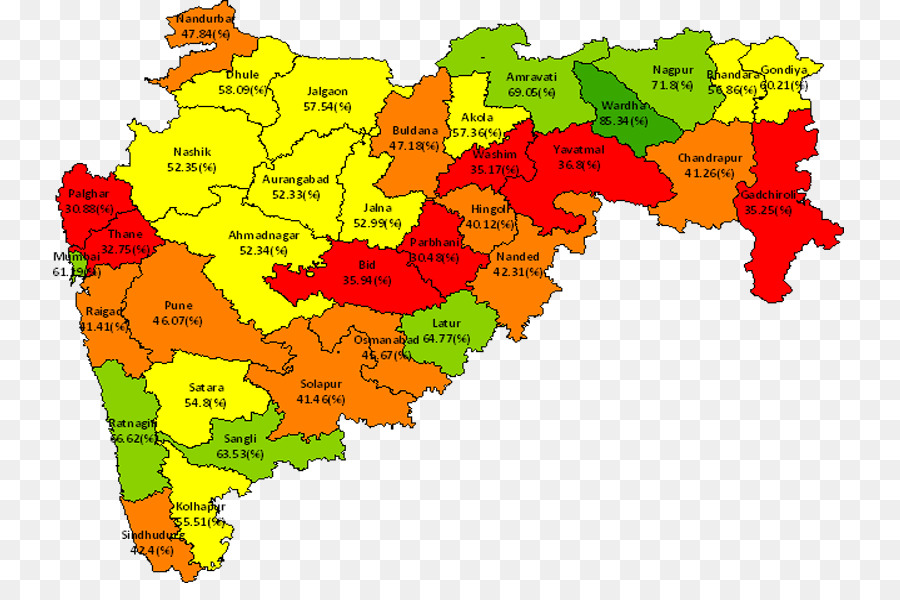 Nandurbar
47.84(%)
Dhule
58.09(%)
Jalgaon
57.54(%)
Amravati
69.05(%)
Nagpur
71.8(%)
Bhandara
56.86(%)
Gondiya
60.21(%)
Wardha
85.34(%)
Akola
57.36(%)
Buldana
47.18(%)
Nashik
52.35(%)
Aurangabad
52.33(%)
Jalna
52.99(%)
Washim
35.17(%)
Yavatmal
36.8(%)
Chandrapur
41.26(%)
Gadchiroli
35.25(%)
Palghar
30.88(%)
Thane
32.75(%)
Mumbai
61.19(%)
Ahmadnagar
52.34(%)
Hingoli
40.12(%)
Parbhani
30.48(%)
Nanded
42.31(%)
Bid
35.94(%)
Raigad
41.41(%)
Pune
46.07(%)
Latur
64.77(%)
Osmanabad
(%)
Solapur
41.46(%)
Satara
54.8(%)
Ratnagiri
66.62(%)
Sangli
63.53(%)
Kolhapur
55.51(%)
Sindhudurg
42.4(%)